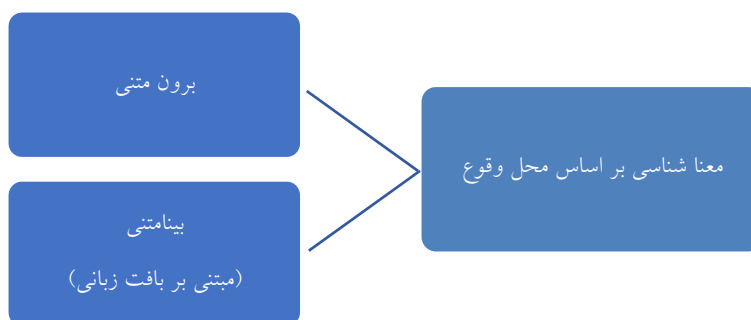 معنا شناسی بر اساس محل وقوع
برون متنی
بینامتنی
(مبتنی بر بافت زبانی)